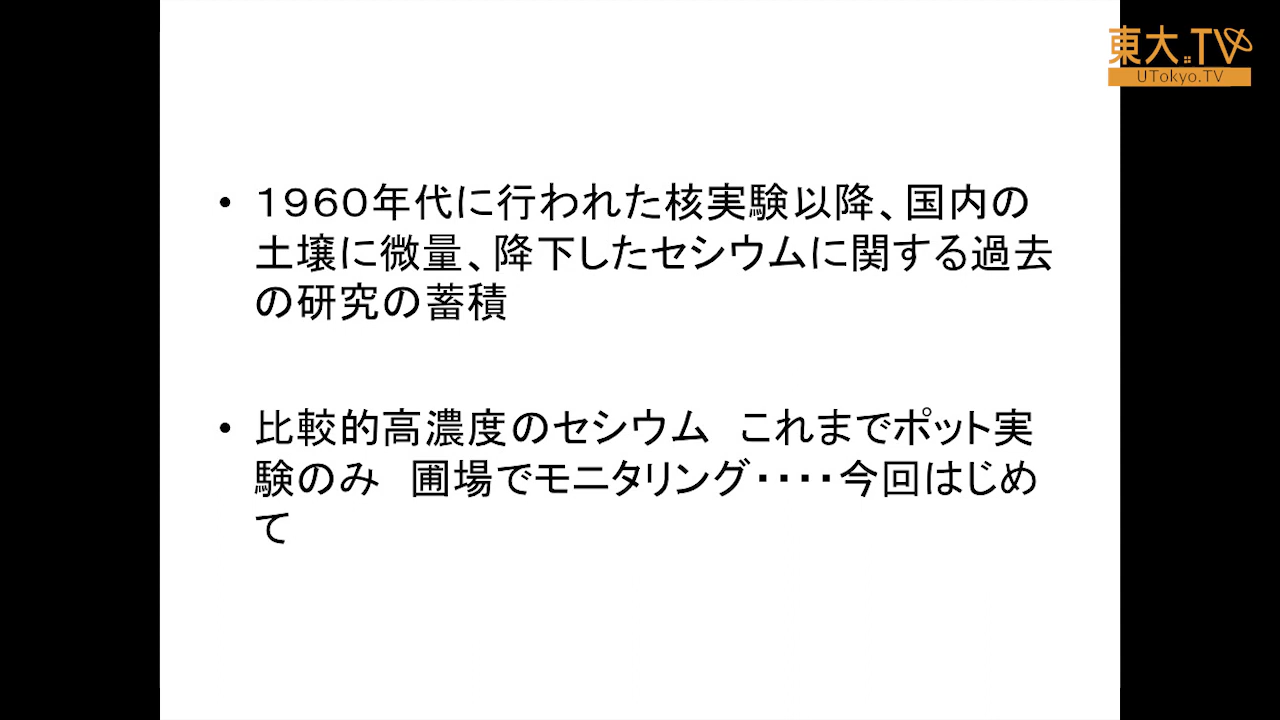 東大.TV
UTokyo.TV
• 1960年代に行われた核実験以降、国内の
土壌に微量、降下したセシウムに関する過去
の研究の蓄積
• 比較的高濃度のセシウム　これまでポット実
験のみ　圃場でモニタリング・・・・今回はじめ
て